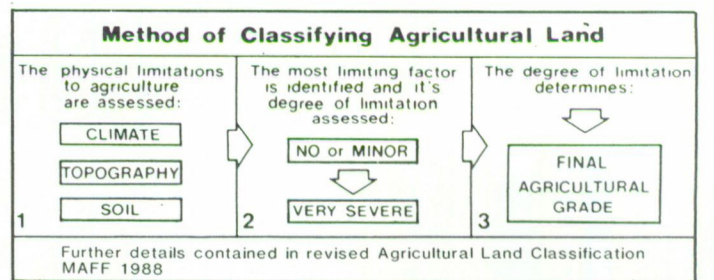 Method of Classifying Agricultural Land
The physical limitations
to agriculture
are assessed:
CLIMATE
TOPOGRAPHY
SOIL
1
The most limiting factor
is identified and it's
degree of limitation
assessed:
NO or MINOR
VERY SEVERE
2
The degree of limitation
determines:
FINAL
AGRICULTURAL
GRADE
3
Further details contained in revised Agricultural Land Classification
MAFF 1988